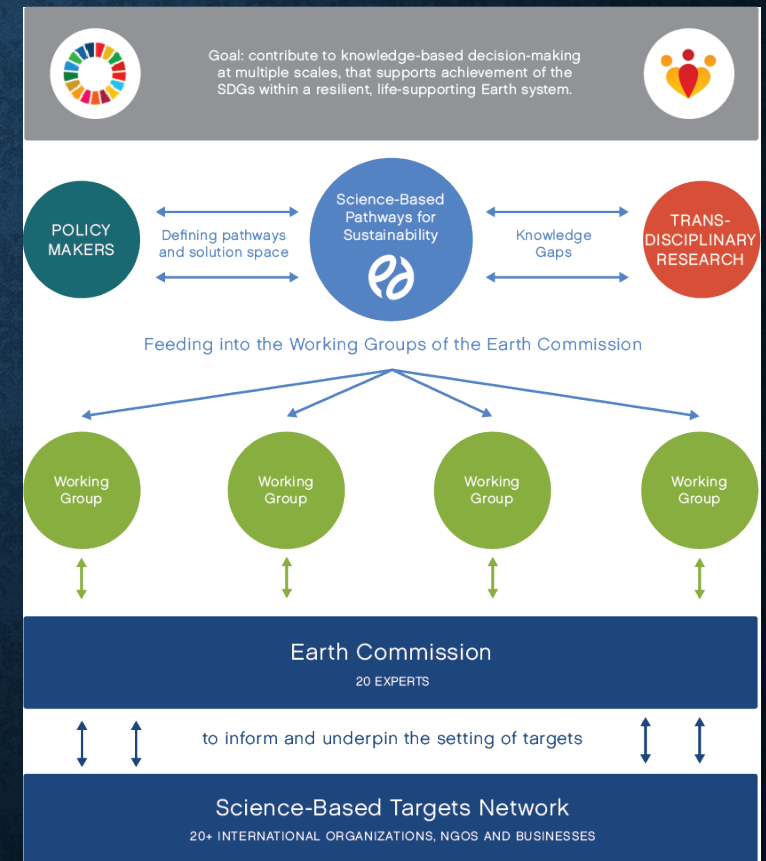 Goal: contribute to knowledge-based decision-making
at multiple scales, that supports achievement of the
SDGs within a resilient, life-supporting Earth system.
POLICY
MAKERS
Defining pathways
and solution space
Science-Based
Pathways for
Sustainability
Knowledge
Gaps
TRANS-
DISCIPLINARY
RESEARCH
Feeding into the Working Groups of the Earth Commission
Working
Group
Working
Group
Working
Group
Working
Group
Earth Commission
20 EXPERTS
to inform and underpin the setting of targets
Science-Based Targets Network
20+ INTERNATIONAL ORGANIZATIONS, NGOS AND BUSINESSES